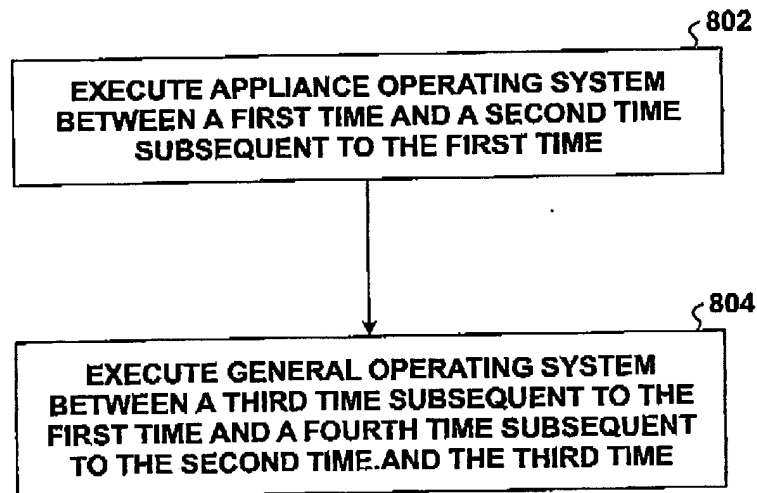 802
EXECUTE APPLIANCE OPERATING SYSTEM
BETWEEN A FIRST TIME AND A SECOND TIME
SUBSEQUENT TO THE FIRST TIME
804
EXECUTE GENERAL OPERATING SYSTEM
BETWEEN A THIRD TIME SUBSEQUENT TO THE
FIRST TIME AND A FOURTH TIME SUBSEQUENT
TO THE SECOND TIME.AND THE THIRD TIME